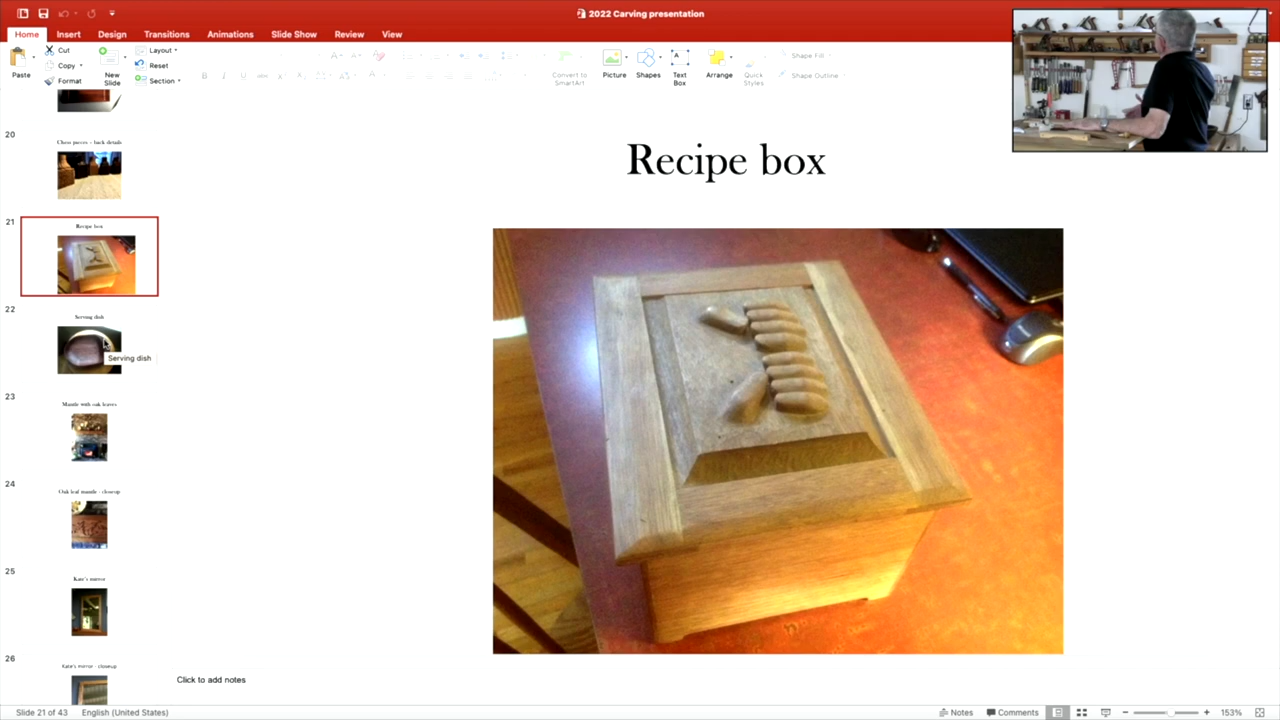 2022 Carving presentation
Home Insert Design Transitions Animations Slide Show Review View
Paste
Cut
Copy
Format
New
Slide
Layout
Reset
Section
Convert to
SmartArt
Picture
Shapes
Text
Box
Arrange
Quick
Styles
Shape Fill
Shape Outline
20
Chess pieces - back details
21
Recipe box
22
Serving dish
Serving dish
23
Mantle with oak leaves
24
Oak leaf mantle - closeup
25
Kate's mirror
26
Kate's mirror - closeup
Recipe box
Click to add notes
Slide 21 of 43 English (United States) Notes Comments 153%